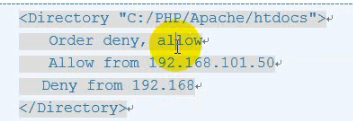 <Directory "C:/PHP/Apache/htdocs">
Order deny, allow
Allow from 192.168.101.50
Deny from 192.168
</Directory>